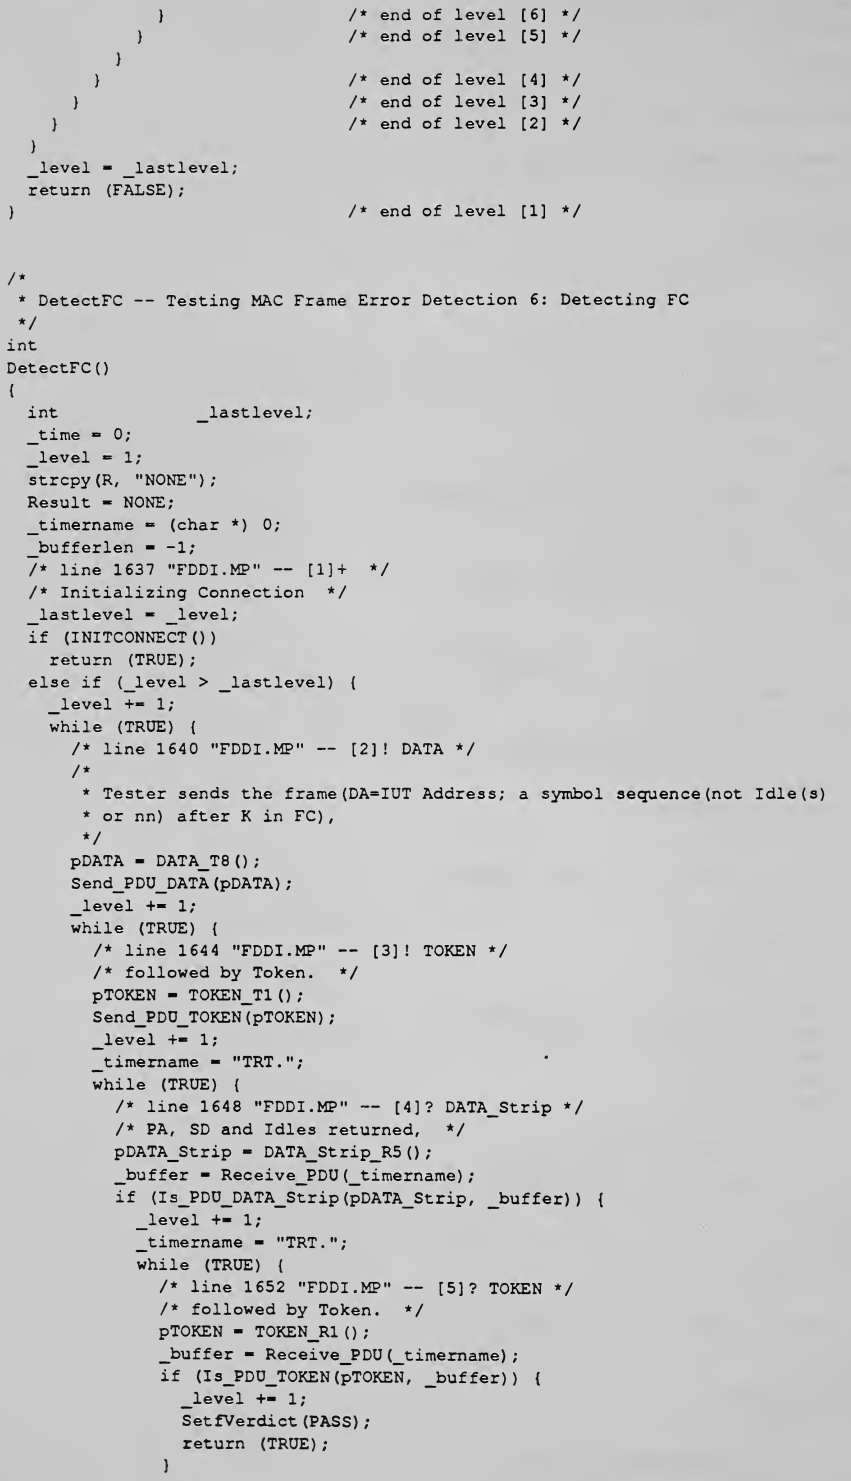 }                 /* end of level [6] */
            }                   /* end of level [5] */
          }
        }                       /* end of level [4] */
      }                         /* end of level [3] */
    }                           /* end of level [2] */
  }
  _level = _lastlevel;
  return (FALSE);
}                               /* end of level [1] */

/*
 * DetectFC -- Testing MAC Frame Error Detection 6: Detecting FC
 */
int
DetectFC()
{
  int             _lastlevel;
  _time = 0;
  _level = 1;
  strcpy(R, "NONE");
  Result = NONE;
  _timername = (char *) 0;
  _bufferlen = -1;
  /* line 1637 "FDDI.MP" -- [1]+  */
  /* Initializing Connection  */
  _lastlevel = _level;
  if (INITCONNECT())
    return (TRUE);
  else if (_level > _lastlevel) {
    _level += 1;
    while (TRUE) {
      /* line 1640 "FDDI.MP" -- [2]! DATA */
      /*
       * Tester sends the frame(DA=IUT Address; a symbol sequence(not Idle(s)
       * or nn) after K in FC),
       */
      pDATA = DATA_T8();
      Send_PDU_DATA(pDATA);
      _level += 1;
      while (TRUE) {
        /* line 1644 "FDDI.MP" -- [3]! TOKEN */
        /* followed by Token.  */
        pTOKEN = TOKEN_T1();
        Send_PDU_TOKEN(pTOKEN);
        _level += 1;
        _timername = "TRT.";
        while (TRUE) {
          /* line 1648 "FDDI.MP" -- [4]? DATA_Strip */
          /* PA, SD and Idles returned,  */
          pDATA_Strip = DATA_Strip_R5();
          _buffer = Receive_PDU(_timername);
          if (Is_PDU_DATA_Strip(pDATA_Strip, _buffer)) {
            _level += 1;
            _timername = "TRT.";
            while (TRUE) {
              /* line 1652 "FDDI.MP" -- [5]? TOKEN */
              /* followed by Token.  */
              pTOKEN = TOKEN_R1();
              _buffer = Receive_PDU(_timername);
              if (Is_PDU_TOKEN(pTOKEN, _buffer)) {
                _level += 1;
                SetfVerdict(PASS);
                return (TRUE);
              }